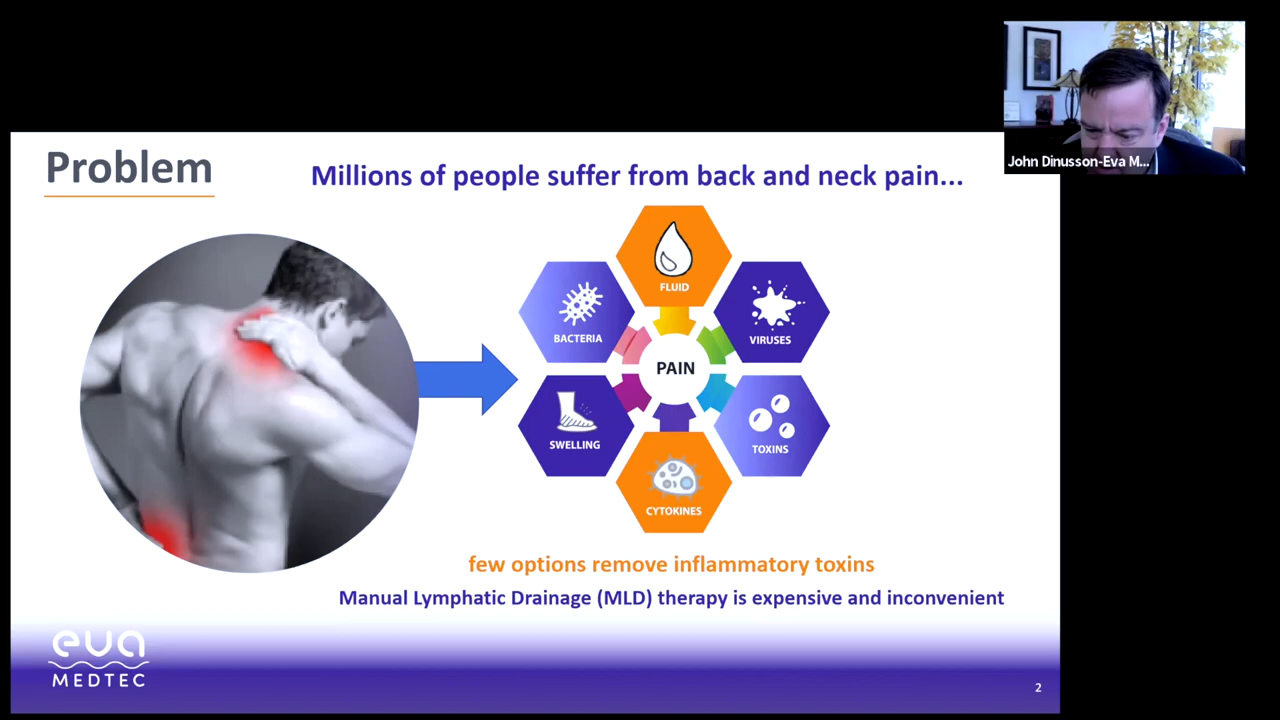 John Dinusson-Eva M...
Problem
Millions of people suffer from back and neck pain...
FLUID
BACTERIA
VIRUSES
PAIN
SWELLING
TOXINS
CYTOKINES
few options remove inflammatory toxins
Manual Lymphatic Drainage (MLD) therapy is expensive and inconvenient
eva
MEDTEC
2